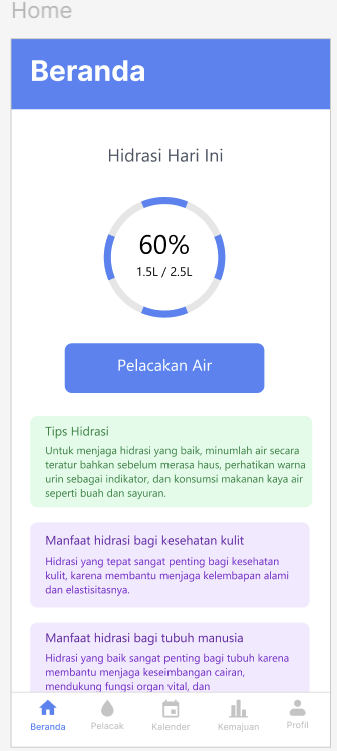 Home
Beranda
Hidrasi Hari Ini
60%
1.5L / 2.5L
Pelacakan Air
Tips Hidrasi
Untuk menjaga hidrasi yang baik, minumlah air secara
teratur bahkan sebelum merasa haus, perhatikan warna
urin sebagai indikator, dan konsumsi makanan kaya air
seperti buah dan sayuran.
Manfaat hidrasi bagi kesehatan kulit
Hidrasi yang tepat sangat penting bagi kesehatan
kulit, karena membantu menjaga kelembapan alami
dan elastisitasnya.
Manfaat hidrasi bagi tubuh manusia
Hidrasi yang baik sangat penting bagi tubuh karena
membantu menjaga keseimbangan cairan,
mendukung fungsi organ vital, dan
Beranda
Pelacak
Kalender
Kemajuan
Profil